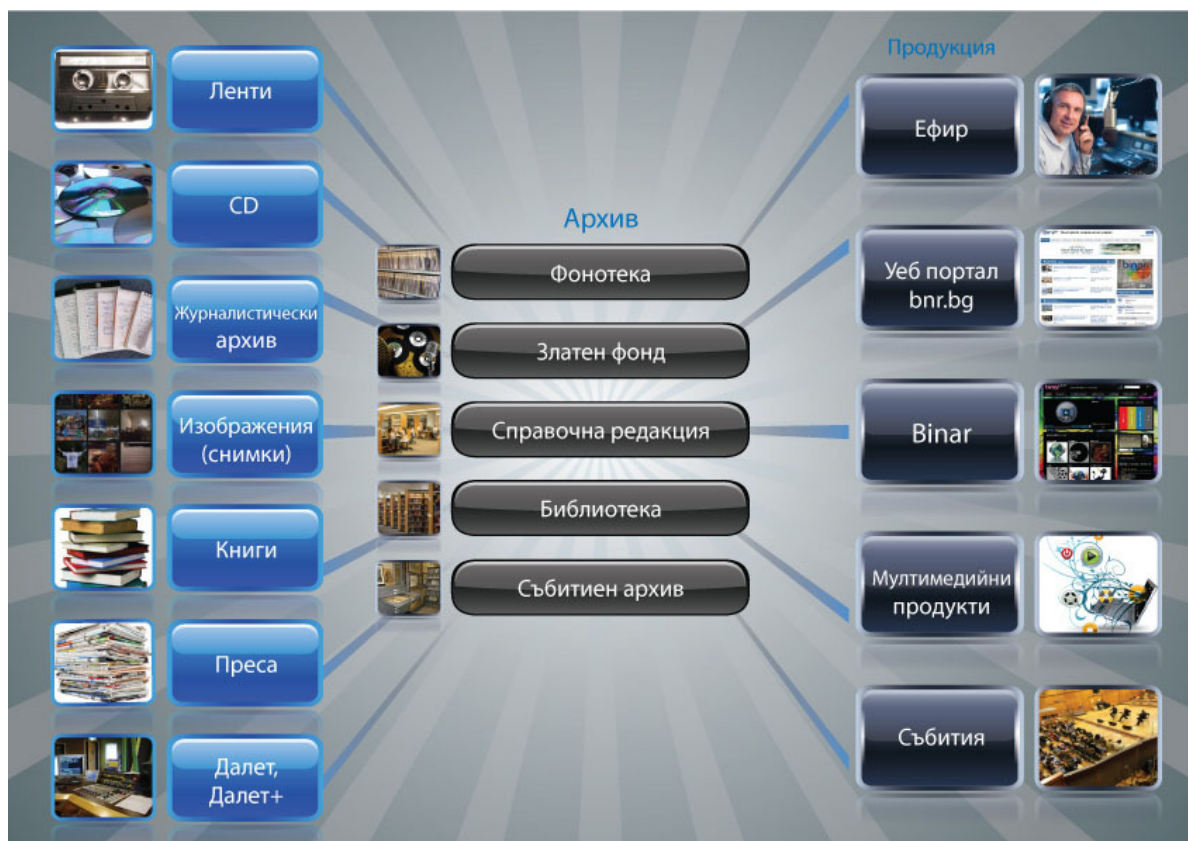 Ленти
CD
Журналистически
архив
Изображения
(снимки)
Книги
Преса
Далет,
Далет+
Архив
Фонотека
Златен фонд
Справочна редакция
Библиотека
Събитиен архив
Продукция
Ефир
Уеб портал
bnr.bg
Binar
Мултимедийни
продукти
Събития